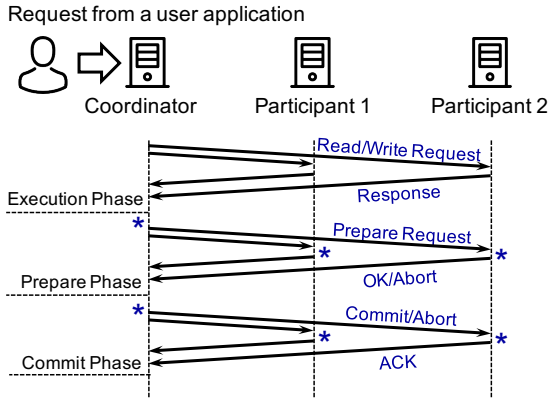 Request from a user application
Coordinator
Participant 1
Participant 2
Read/Write Request
Response
Execution Phase
*
Prepare Request
*
*
OK/Abort
Prepare Phase
*
Commit/Abort
*
*
ACK
Commit Phase